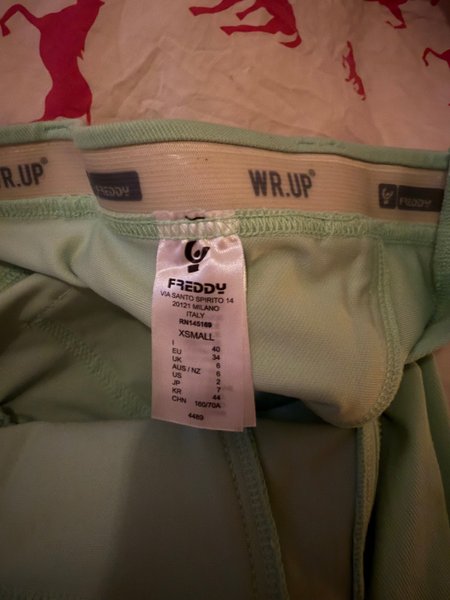 WR.UP®
FREDDY
WR.UP®
FREDDY
FREDDY
VIA SANTO SPIRITO 14
20121 MILANO
ITALY
RN145169
XSMALL
I 40
EU 34
UK 6
AUS / NZ 6
US 2
JP 7
KR 44
CHN 160/70A
4489